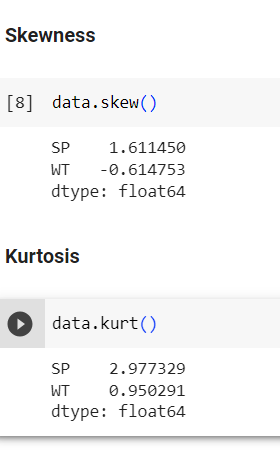 Skewness
[8] data.skew()
SP 1.611450
WT -0.614753
dtype: float64
Kurtosis
data.kurt()
SP 2.977329
WT 0.950291
dtype: float64